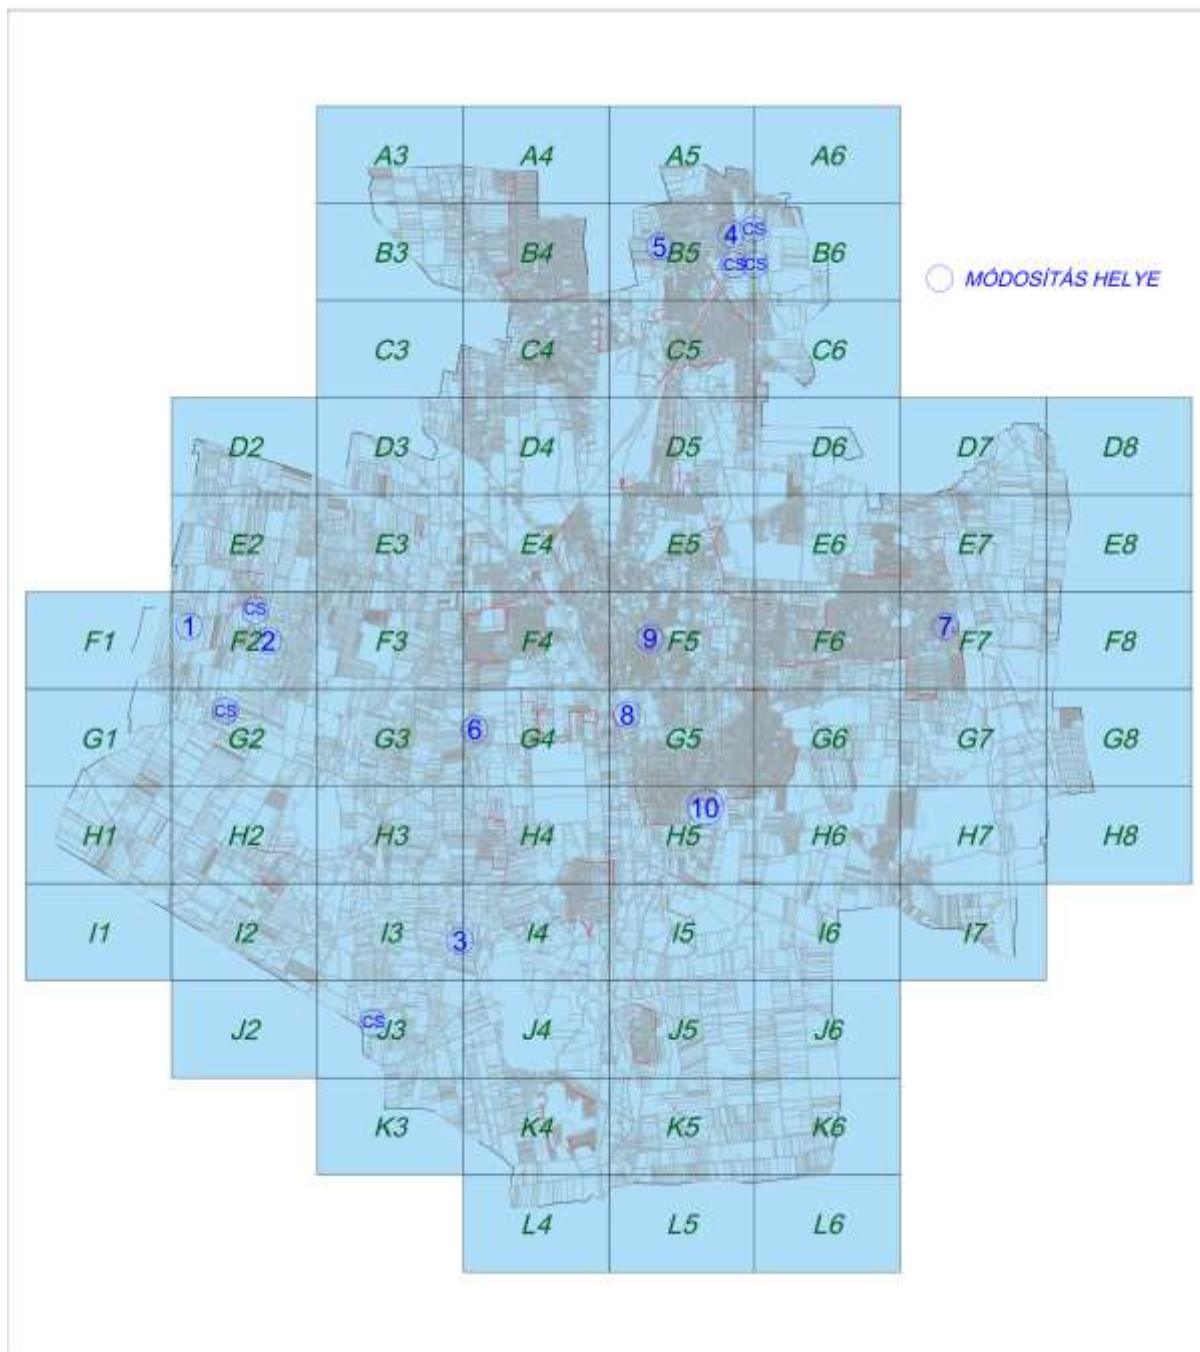 A3 A4 A5 A6
4 CS
5
B3 B4 B5 B6
CS CS
MÓDOSÍTÁS HELYE
C3 C4 C5 C6
D2 D3 D4 D5 D6 D7 D8
E2 E3 E4 E5 E6 E7 E8
CS
1 7
F1 F2 2 F3 F4 9 F5 F6 F7 F8
CS 8
6
G1 G2 G3 G4 G5 G6 G7 G8
10
H1 H2 H3 H4 H5 H6 H7 H8
I1 I2 I3 3 I4 I5 I6 I7
CS
J2 J3 J4 J5 J6
K3 K4 K5 K6
L4 L5 L6